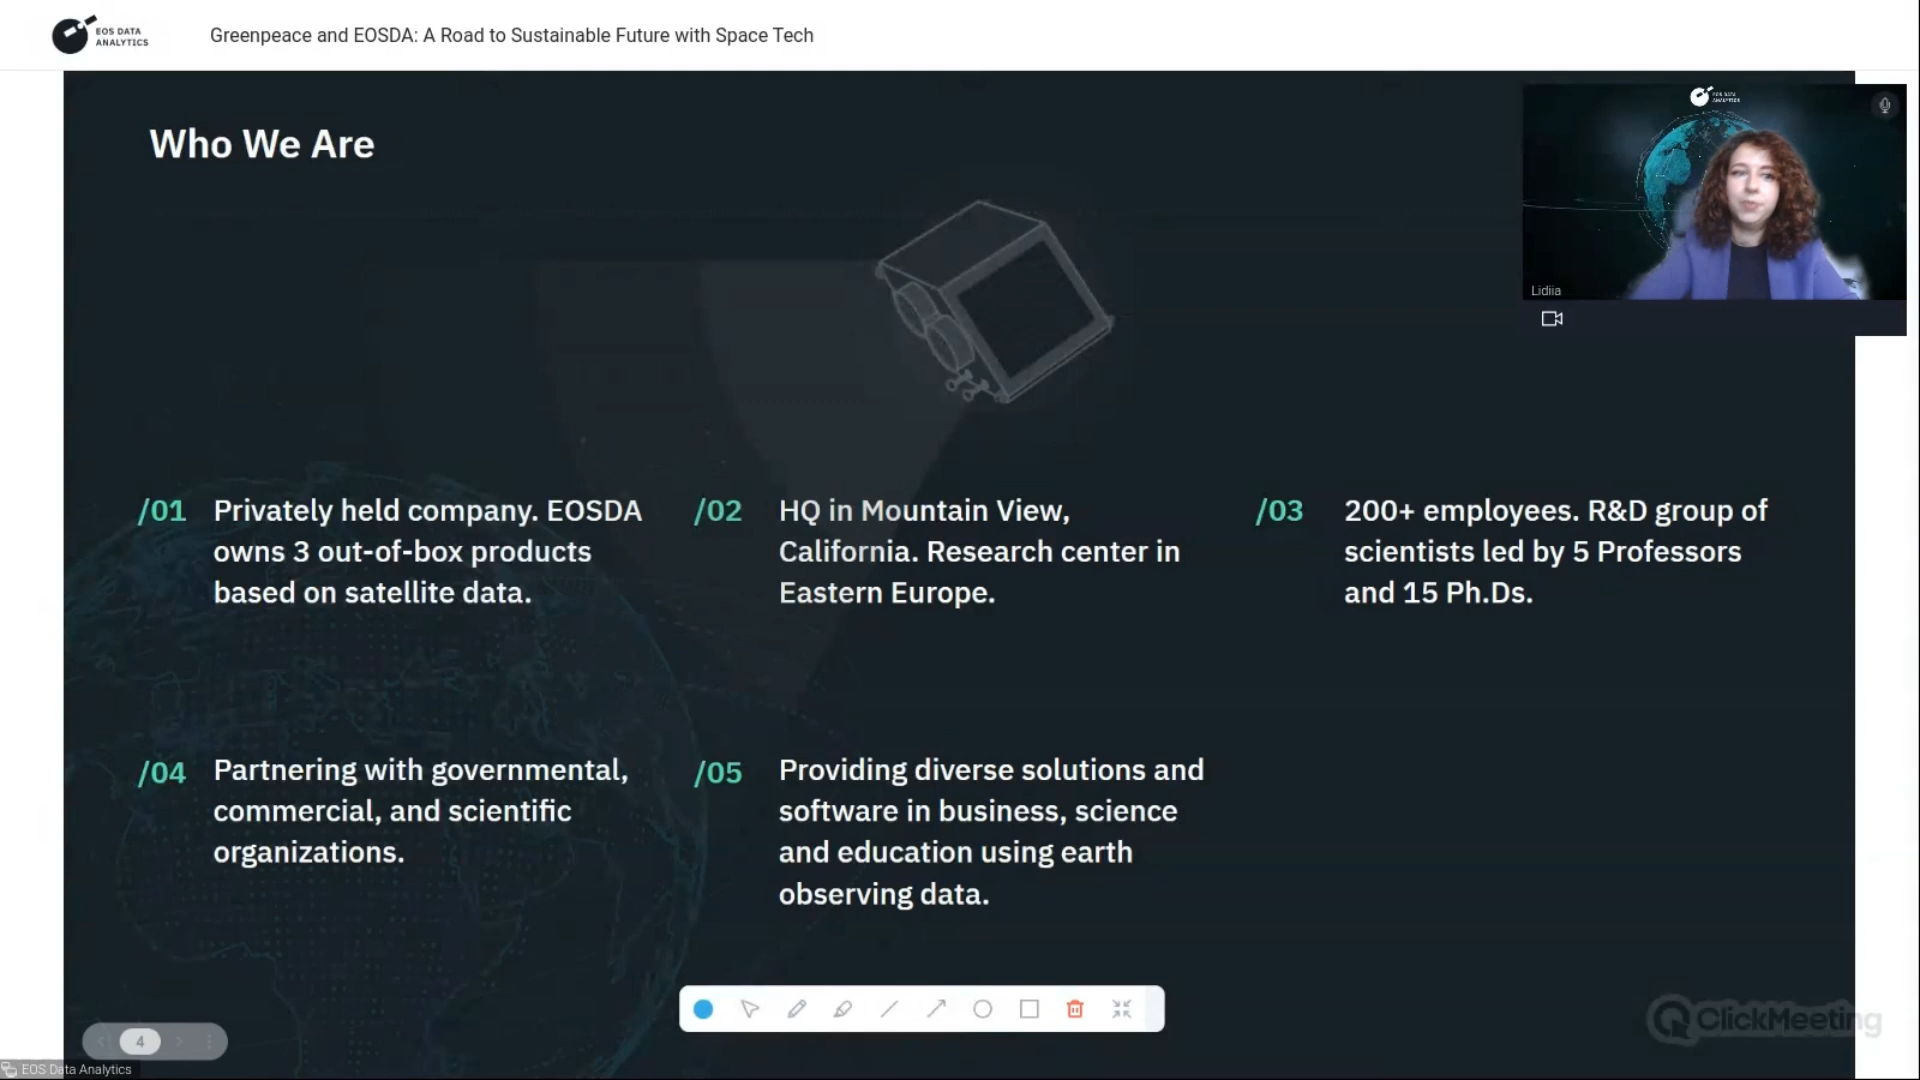 EOS DATA
ANALYTICS
Greenpeace and EOSDA: A Road to Sustainable Future with Space Tech
Who We Are
EOS DATA
ANALYTICS
Lidiia
/01
Privately held company. EOSDA
owns 3 out-of-box products
based on satellite data.
/02
HQ in Mountain View,
California. Research center in
Eastern Europe.
/03
200+ employees. R&D group of
scientists led by 5 Professors
and 15 Ph.Ds.
/04
Partnering with governmental,
commercial, and scientific
organizations.
/05
Providing diverse solutions and
software in business, science
and education using earth
observing data.
4
ClickMeeting
EOS Data Analytics